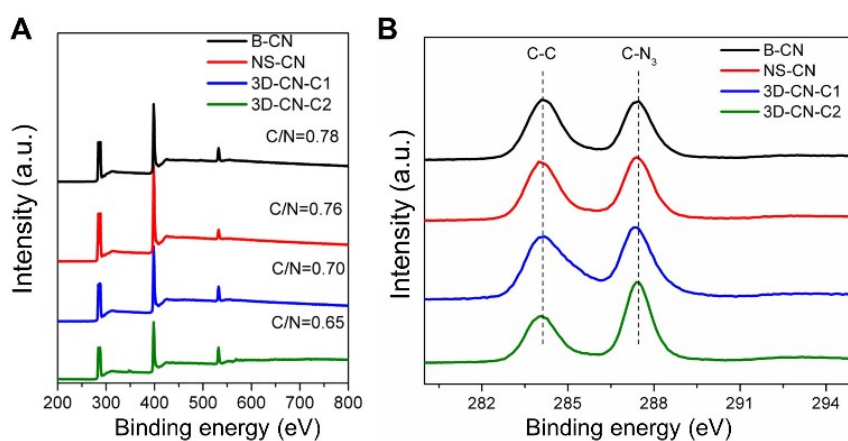 A
B-CN
NS-CN
3D-CN-C1
3D-CN-C2
C/N=0.78
C/N=0.76
C/N=0.70
C/N=0.65
Intensity (a.u.)
200 300 400 500 600 700 800
Binding energy (eV)
B
C-C
C-N₃
B-CN
NS-CN
3D-CN-C1
3D-CN-C2
Intensity (a.u.)
282 285 288 291 294
Binding energy (eV)